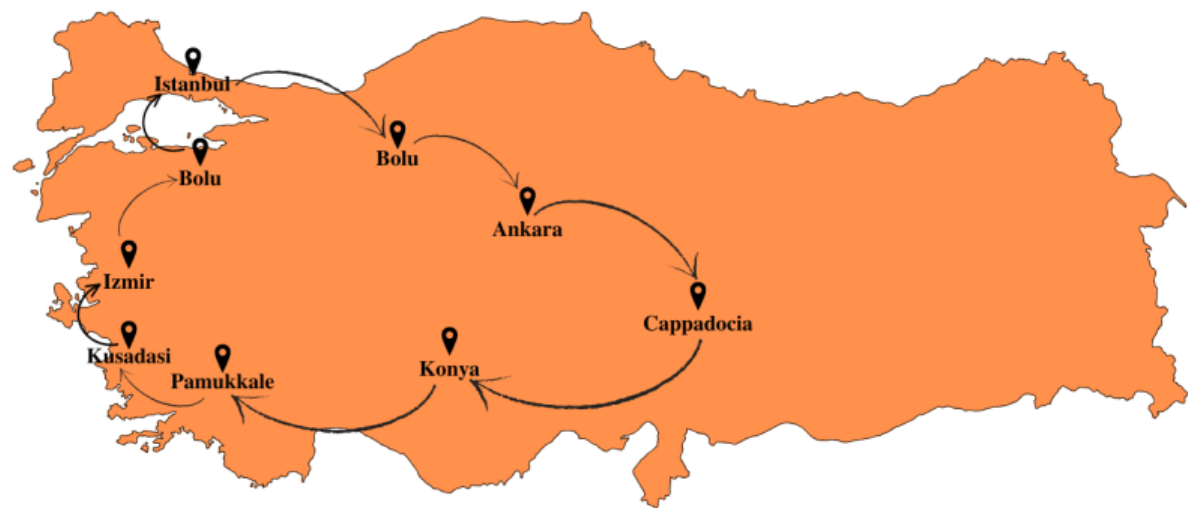 Istanbul
Bolu
Bolu
Ankara
Izmir
Cappadocia
Kusadasi
Konya
Pamukkale